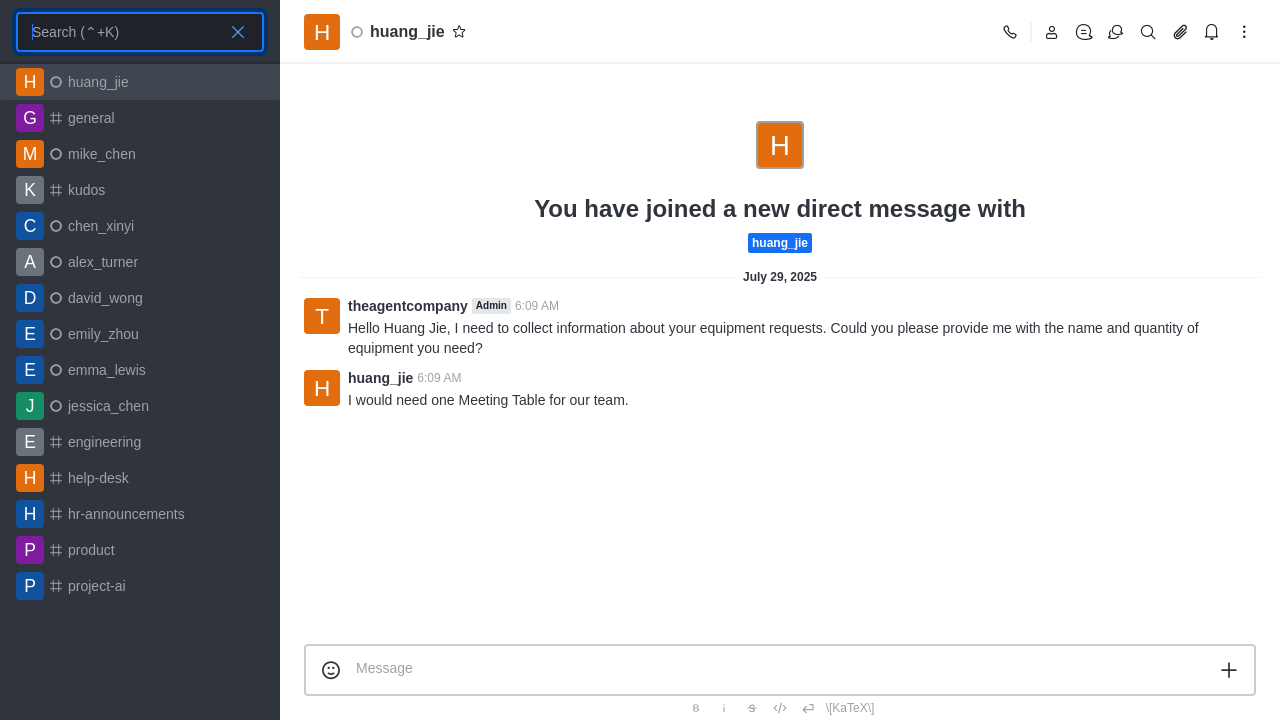 Search (⌃+K)
H huang_jie
G general
M mike_chen
K kudos
C chen_xinyi
A alex_turner
D david_wong
E emily_zhou
E emma_lewis
J jessica_chen
E engineering
H help-desk
H hr-announcements
P product
P project-ai
H huang_jie
H
You have joined a new direct message with
huang_jie
July 29, 2025
T theagentcompany Admin 6:09 AM
Hello Huang Jie, I need to collect information about your equipment requests. Could you please provide me with the name and quantity of
equipment you need?
H huang_jie 6:09 AM
I would need one Meeting Table for our team.
Message
B i S \[KaTeX\]